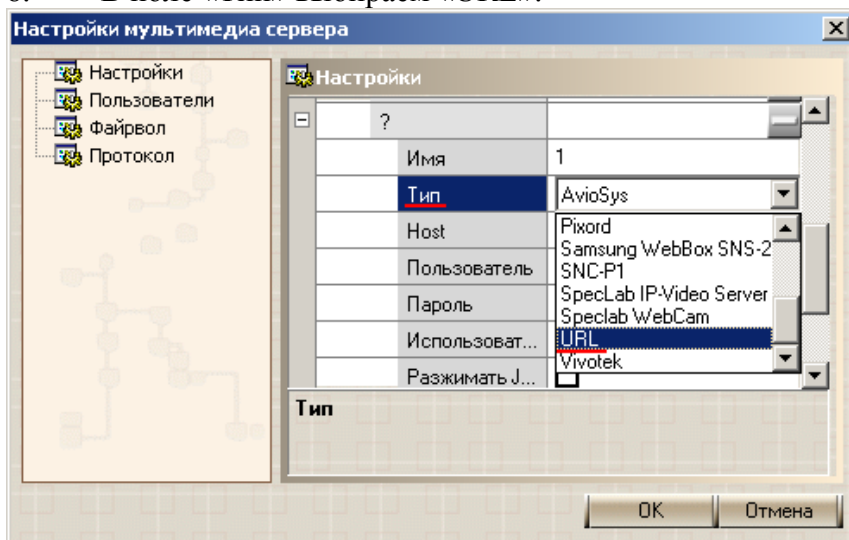 Настройки мультимедиа сервера
Настройки
Пользователи
Файрвол
Протокол
Настройки
?
Имя 1
Тип AvioSys
Host
Пользователь
Пароль
Использоват...
Разжимать J...
Pixord
Samsung WebBox SNS-2
SNC-P1
SpecLab IP-Video Server
Speclab WebCam
URL
Vivotek
Тип
OK Отмена